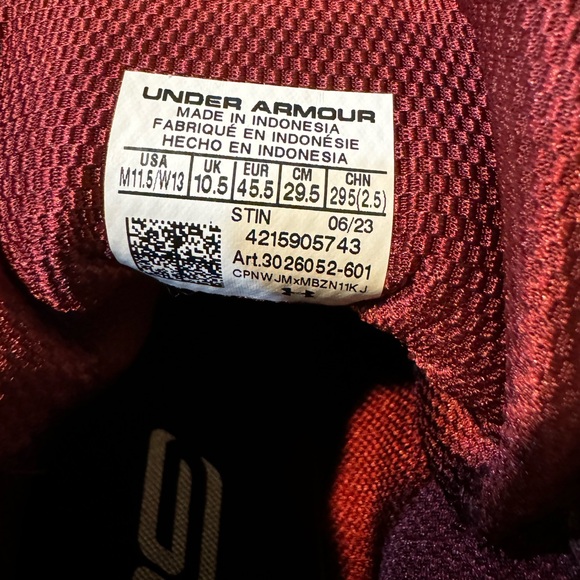 UNDER ARMOUR
MADE IN INDONESIA
FABRIQUÉ EN INDONÉSIE
HECHO EN INDONESIA
USA UK EUR CM CHN
M11.5/W13 10.5 45.5 29.5 295(2.5)
STIN 06/23
4215905743
Art.3026052-601
CPNWJMxMBZN11KJ